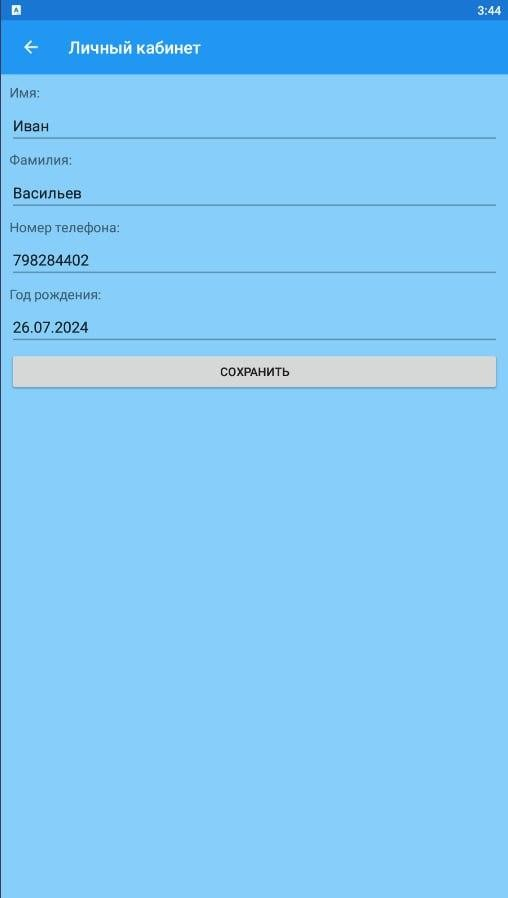 A
3:44
Личный кабинет
Имя:
Иван
Фамилия:
Васильев
Номер телефона:
798284402
Год рождения:
26.07.2024
СОХРАНИТЬ